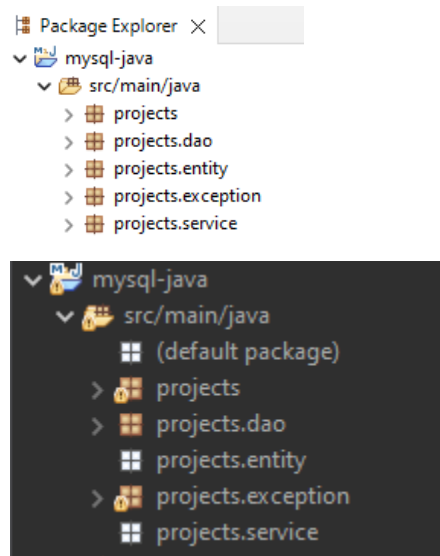 Package Explorer
mysql-java
src/main/java
projects
projects.dao
projects.entity
projects.exception
projects.service
mysql-java
src/main/java
(default package)
projects
projects.dao
projects.entity
projects.exception
projects.service